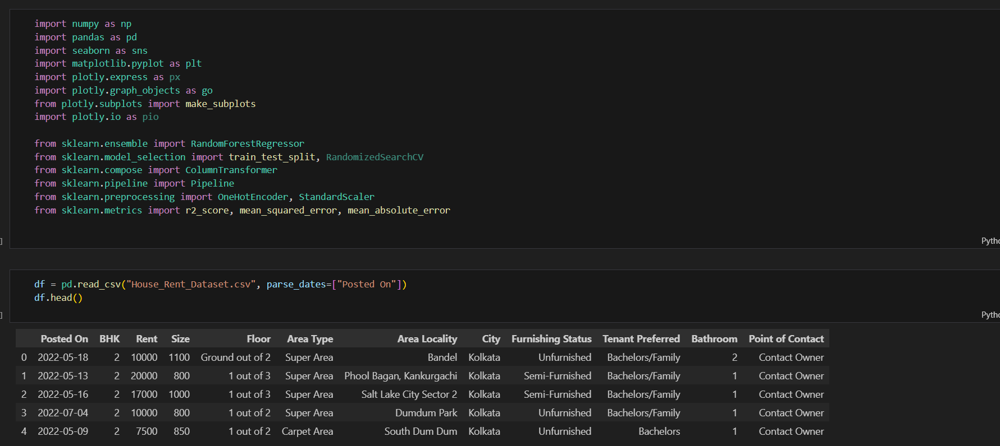 import numpy as np
import pandas as pd
import seaborn as sns
import matplotlib.pyplot as plt
import plotly.express as px
import plotly.graph_objects as go
from plotly.subplots import make_subplots
import plotly.io as pio
from sklearn.ensemble import RandomForestRegressor
from sklearn.model_selection import train_test_split, RandomizedSearchCV
from sklearn.compose import ColumnTransformer
from sklearn.pipeline import Pipeline
from sklearn.preprocessing import OneHotEncoder, StandardScaler
from sklearn.metrics import r2_score, mean_squared_error, mean_absolute_error
] Pytho
df = pd.read_csv("House_Rent_Dataset.csv", parse_dates=["Posted On"])
df.head()
] Pytho
Posted On BHK Rent Size Floor Area Type Area Locality City Furnishing Status Tenant Preferred Bathroom Point of Contact
0 2022-05-18 2 10000 1100 Ground out of 2 Super Area Bandel Kolkata Unfurnished Bachelors/Family 2 Contact Owner
1 2022-05-13 2 20000 800 1 out of 3 Super Area Phool Bagan, Kankurgachi Kolkata Semi-Furnished Bachelors/Family 1 Contact Owner
2 2022-05-16 2 17000 1000 1 out of 3 Super Area Salt Lake City Sector 2 Kolkata Semi-Furnished Bachelors/Family 1 Contact Owner
3 2022-07-04 2 10000 800 1 out of 2 Super Area Dumdum Park Kolkata Unfurnished Bachelors/Family 1 Contact Owner
4 2022-05-09 2 7500 850 1 out of 2 Carpet Area South Dum Dum Kolkata Unfurnished Bachelors 1 Contact Owner